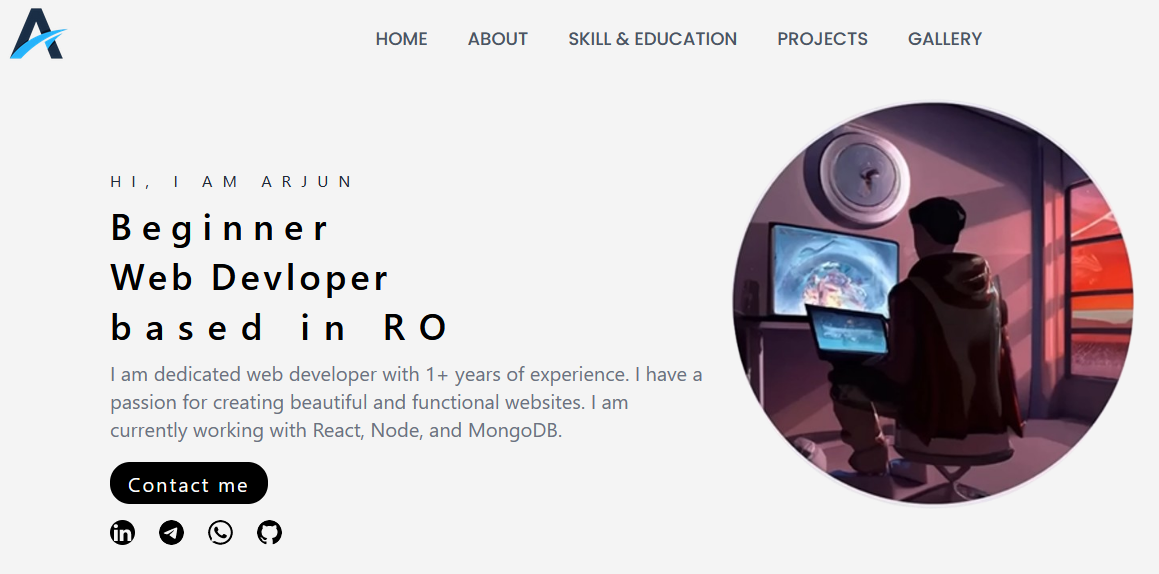 HOME ABOUT SKILL & EDUCATION PROJECTS GALLERY
HI, I AM ARJUN
Beginner
Web Devloper
based in RO
I am dedicated web developer with 1+ years of experience. I have a
passion for creating beautiful and functional websites. I am
currently working with React, Node, and MongoDB.
Contact me